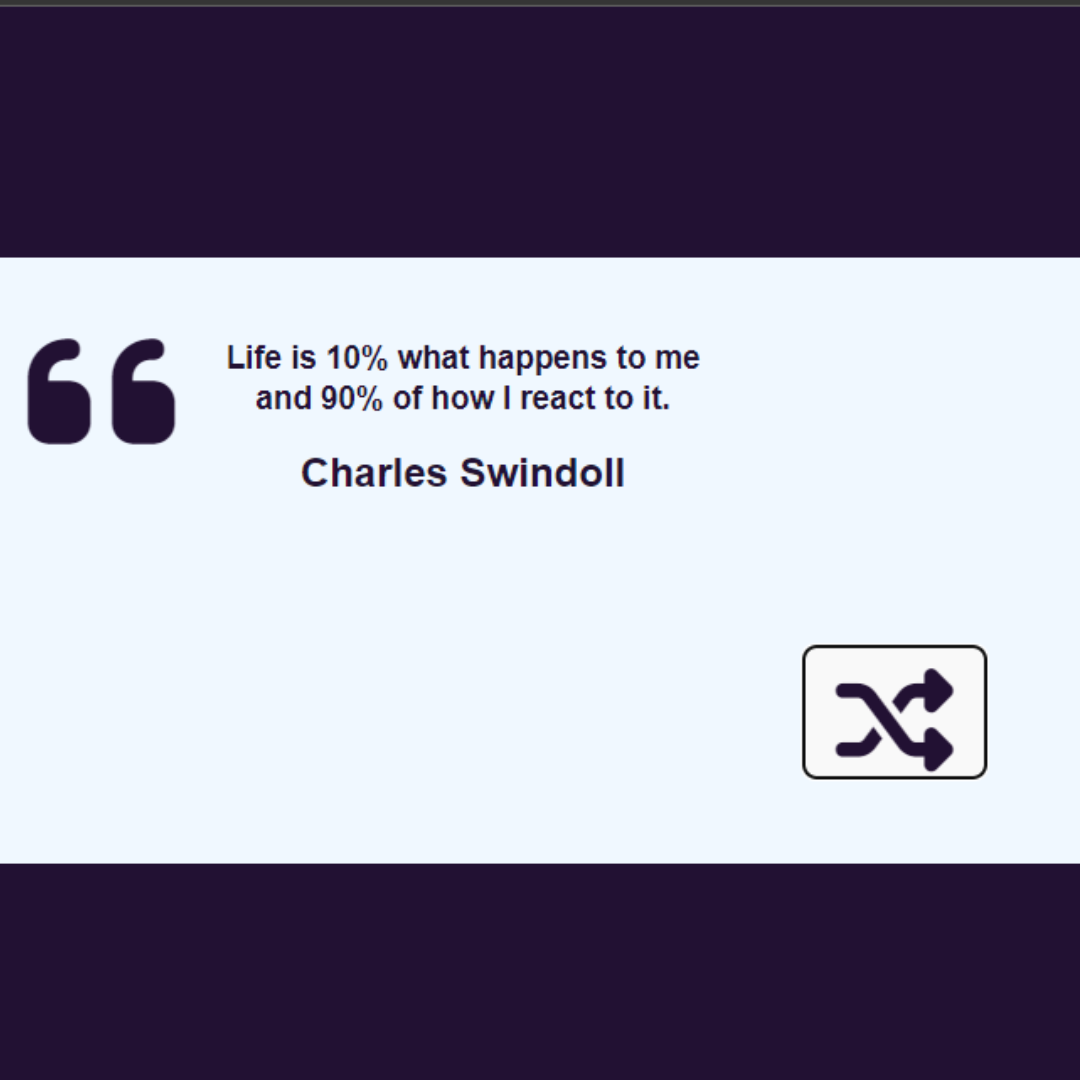 Life is 10% what happens to me
and 90% of how I react to it.
Charles Swindoll